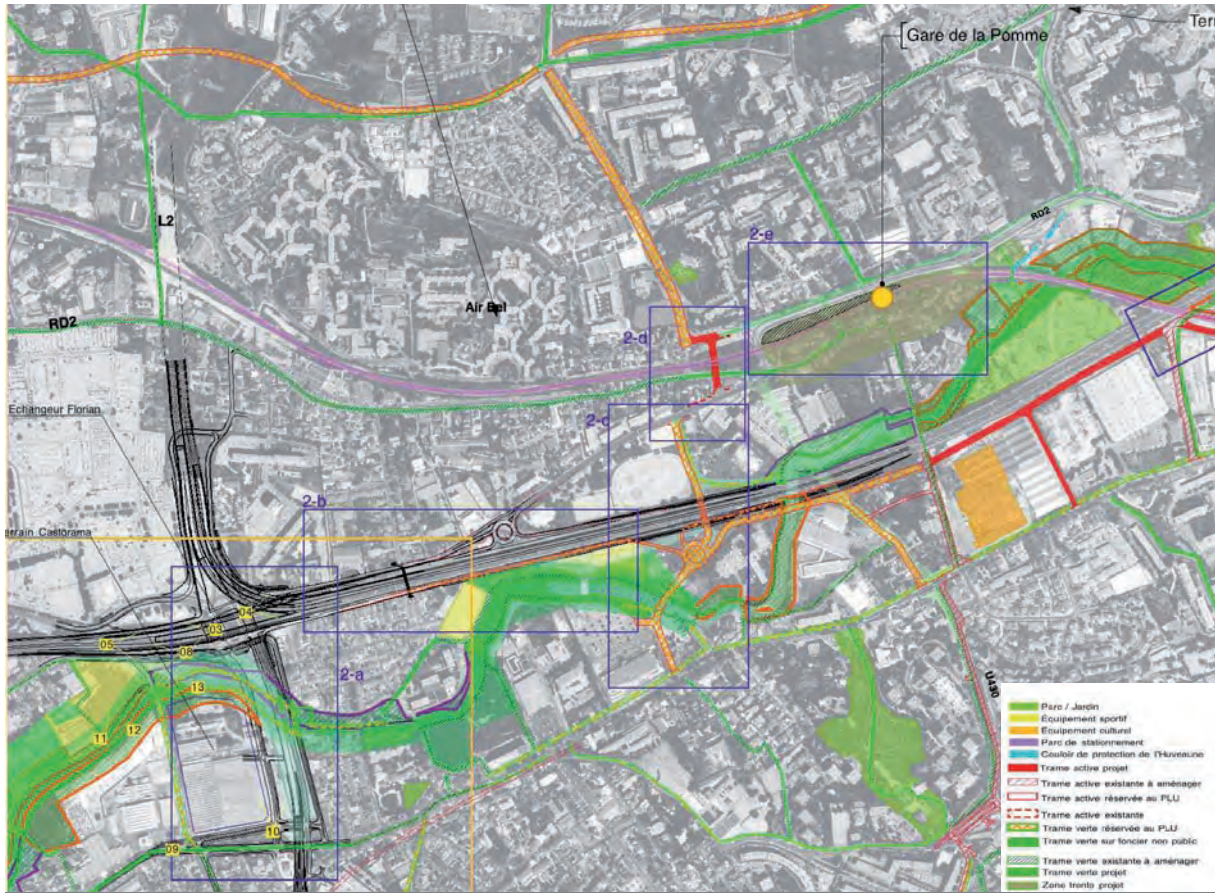 Terr
Gare de la Pomme
L2
RD2
2-e
Air Bel
2-d
RD2
2-c
Echangeur Florian
2-b
errain Castorama
04
03
05
08
2-a
13
12
11
U430
10
09
Parc / Jardin
Équipement sportif
Équipement culturel
Parc de stationnement
Couloir de protection de l'Huveaune
Trame active projet
Trame active existante à aménager
Trame active réservée au PLU
Trame active existante
Trame verte réservée au PLU
Trame verte sur foncier non public
Trame verte existante à aménager
Trame verte projet
Zone trente projet